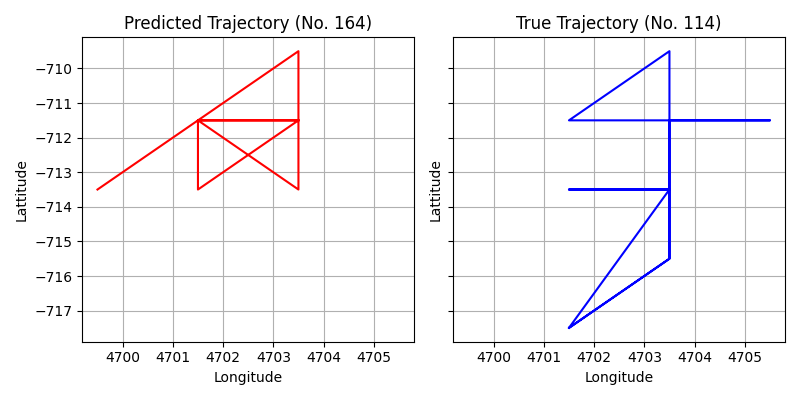 Predicted Trajectory (No. 164)
True Trajectory (No. 114)
Lattitude
−710
−711
−712
−713
−714
−715
−716
−717
4700 4701 4702 4703 4704 4705
Longitude
Lattitude
4700 4701 4702 4703 4704 4705
Longitude